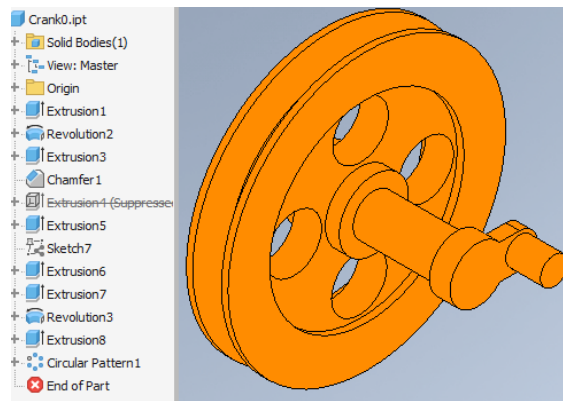 Crank0.ipt
Solid Bodies(1)
View: Master
Origin
Extrusion1
Revolution2
Extrusion3
Chamfer1
Extrusion4 (Suppresse
Extrusion5
Sketch7
Extrusion6
Extrusion7
Revolution3
Extrusion8
Circular Pattern1
End of Part